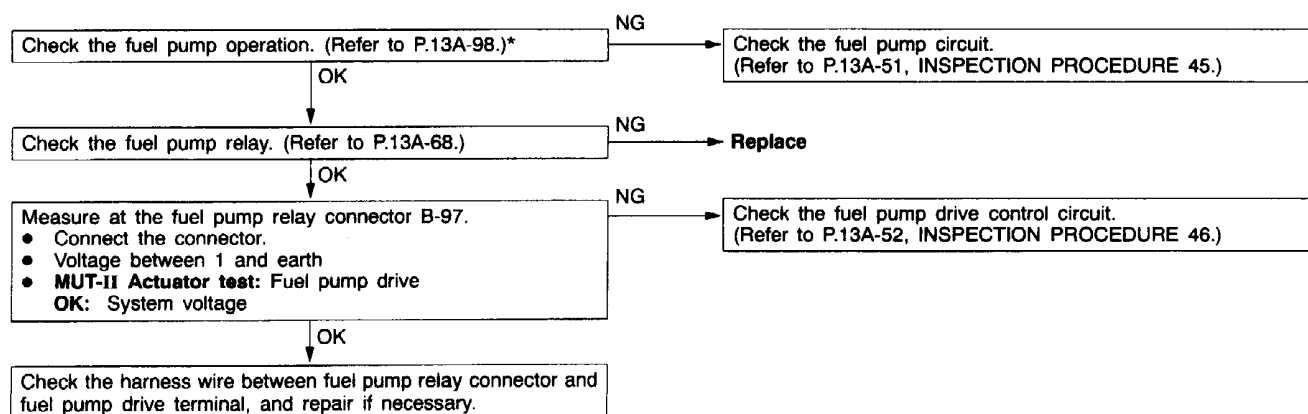 Check the fuel pump operation. (Refer to P.13A-98.)*
NG
Check the fuel pump circuit.
(Refer to P.13A-51, INSPECTION PROCEDURE 45.)
OK
Check the fuel pump relay. (Refer to P.13A-68.)
NG
Replace
OK
Measure at the fuel pump relay connector B-97.
● Connect the connector.
● Voltage between 1 and earth
● MUT-II Actuator test: Fuel pump drive
OK: System voltage
NG
Check the fuel pump drive control circuit.
(Refer to P.13A-52, INSPECTION PROCEDURE 46.)
OK
Check the harness wire between fuel pump relay connector and
fuel pump drive terminal, and repair if necessary.